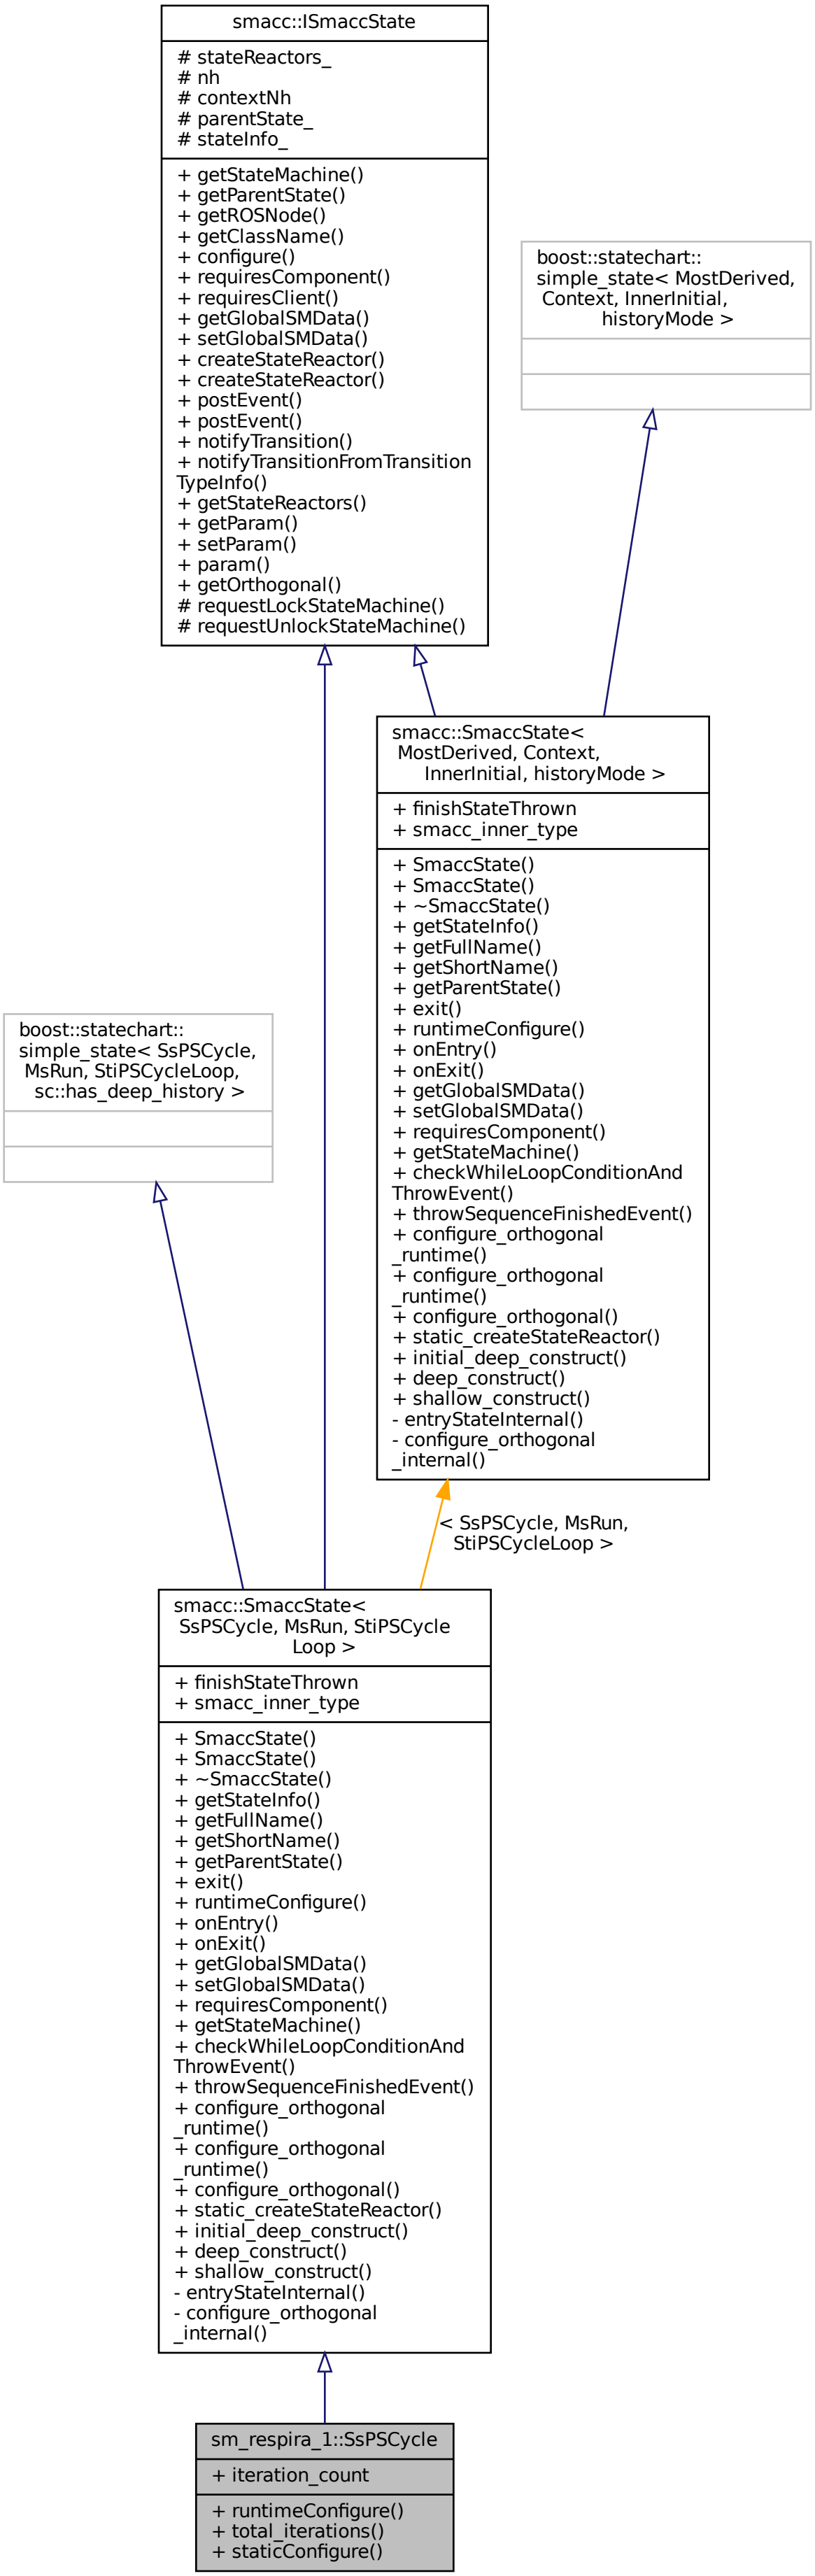 smacc::ISmaccState
# stateReactors_
# nh
# contextNh
# parentState_
# stateInfo_
+ getStateMachine()
+ getParentState()
+ getROSNode()
+ getClassName()
+ configure()
+ requiresComponent()
+ requiresClient()
+ getGlobalSMData()
+ setGlobalSMData()
+ createStateReactor()
+ createStateReactor()
+ postEvent()
+ postEvent()
+ notifyTransition()
+ notifyTransitionFromTransition
TypeInfo()
+ getStateReactors()
+ getParam()
+ setParam()
+ param()
+ getOrthogonal()
# requestLockStateMachine()
# requestUnlockStateMachine()
boost::statechart::
simple_state< MostDerived,
Context, InnerInitial,
historyMode >
smacc::SmaccState<
MostDerived, Context,
InnerInitial, historyMode >
+ finishStateThrown
+ smacc_inner_type
+ SmaccState()
+ SmaccState()
+ ~SmaccState()
+ getStateInfo()
+ getFullName()
+ getShortName()
+ getParentState()
+ exit()
+ runtimeConfigure()
+ onEntry()
+ onExit()
+ getGlobalSMData()
+ setGlobalSMData()
+ requiresComponent()
+ getStateMachine()
+ checkWhileLoopConditionAnd
ThrowEvent()
+ throwSequenceFinishedEvent()
+ configure_orthogonal
_runtime()
+ configure_orthogonal
_runtime()
+ configure_orthogonal()
+ static_createStateReactor()
+ initial_deep_construct()
+ deep_construct()
+ shallow_construct()
- entryStateInternal()
- configure_orthogonal
_internal()
boost::statechart::
simple_state< SsPSCycle,
MsRun, StiPSCycleLoop,
sc::has_deep_history >
< SsPSCycle, MsRun,
StiPSCycleLoop >
smacc::SmaccState<
SsPSCycle, MsRun, StiPSCycle
Loop >
+ finishStateThrown
+ smacc_inner_type
+ SmaccState()
+ SmaccState()
+ ~SmaccState()
+ getStateInfo()
+ getFullName()
+ getShortName()
+ getParentState()
+ exit()
+ runtimeConfigure()
+ onEntry()
+ onExit()
+ getGlobalSMData()
+ setGlobalSMData()
+ requiresComponent()
+ getStateMachine()
+ checkWhileLoopConditionAnd
ThrowEvent()
+ throwSequenceFinishedEvent()
+ configure_orthogonal
_runtime()
+ configure_orthogonal
_runtime()
+ configure_orthogonal()
+ static_createStateReactor()
+ initial_deep_construct()
+ deep_construct()
+ shallow_construct()
- entryStateInternal()
- configure_orthogonal
_internal()
sm_respira_1::SsPSCycle
+ iteration_count
+ runtimeConfigure()
+ total_iterations()
+ staticConfigure()